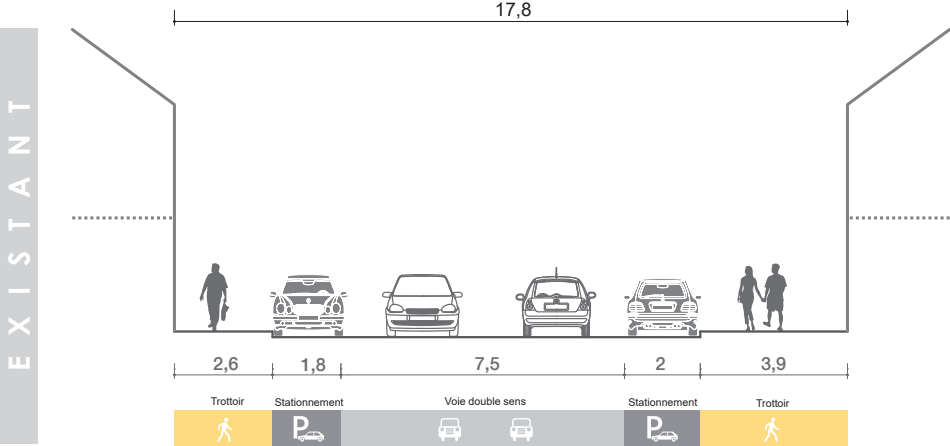 17,8
EXISTANT
2,6 1,8 7,5 2 3,9
Trottoir Stationnement Voie double sens Stationnement Trottoir
P P